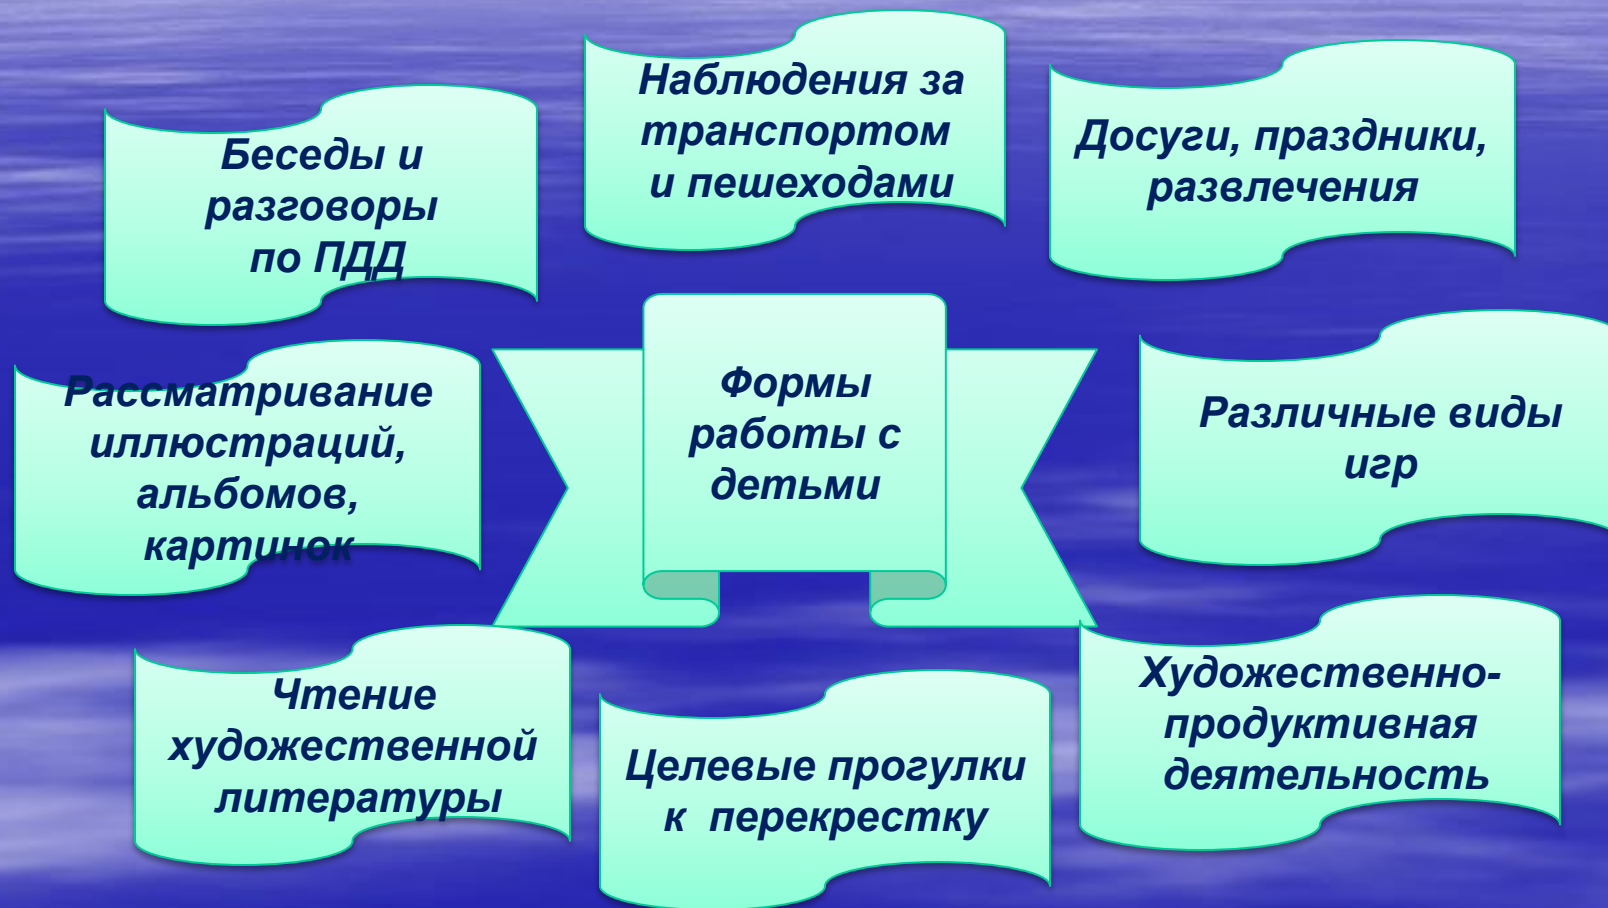 Наблюдения за
транспортом
и пешеходами
Досуги, праздники,
развлечения
Беседы и
разговоры
по ПДД
Формы
работы с
детьми
Рассматривание
иллюстраций,
альбомов,
картинок
Различные виды
игр
Чтение
художественной
литературы
Целевые прогулки
к перекрестку
Художественно-
продуктивная
деятельность